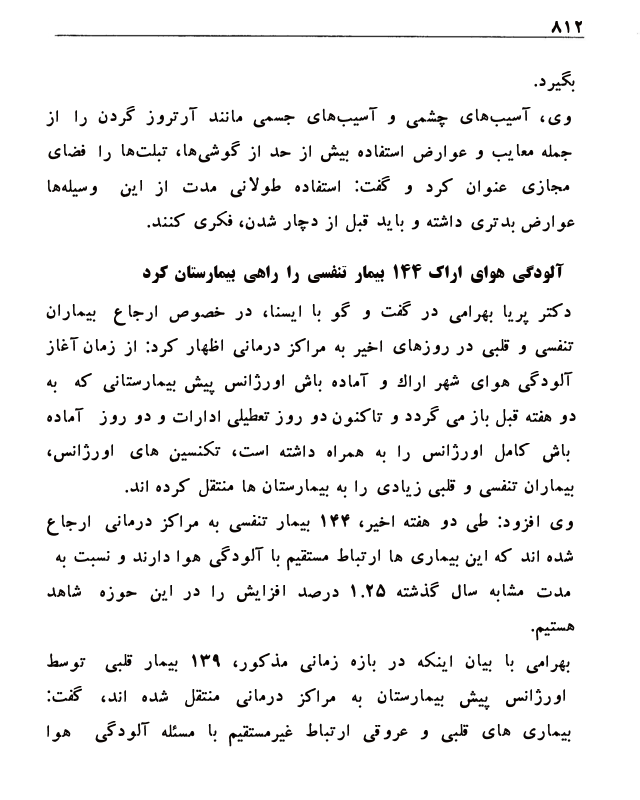 ۸۱۲
بگیرد.
وی، آسیب‌های چشمی و آسیب‌های جسمی مانند آرتروز گردن را از
جمله معایب و عوارض استفاده بیش از حد از گوشی‌ها، تبلت‌ها را فضای
مجازی عنوان کرد و گفت: استفاده طولانی مدت از این وسیله‌ها
عوارض بدتری داشته و باید قبل از دچار شدن، فکری کنند.
آلودگی هوای اراک ۱۴۴ بیمار تنفسی را راهی بیمارستان کرد
دکتر پریا بهرامی در گفت و گو با ایسنا، در خصوص ارجاع بیماران
تنفسی و قلبی در روزهای اخیر به مراکز درمانی اظهار کرد: از زمان آغاز
آلودگی هوای شهر اراك و آماده باش اورژانس پیش بیمارستانی که به
دو هفته قبل باز می گردد و تاکنون دو روز تعطیلی ادارات و دو روز آماده
باش کامل اورژانس را به همراه داشته است، تکنسین های اورژانس،
بیماران تنفسی و قلبی زیادی را به بیمارستان ها منتقل کرده اند.
وی افزود: طی دو هفته اخیر، ۱۴۴ بیمار تنفسی به مراکز درمانی ارجاع
شده اند که این بیماری ها ارتباط مستقیم با آلودگی هوا دارند و نسبت به
مدت مشابه سال گذشته ۱.۲۵ درصد افزایش را در این حوزه شاهد
هستیم.
بهرامی با بیان اینکه در بازه زمانی مذکور، ۱۳۹ بیمار قلبی توسط
اورژانس پیش بیمارستان به مراکز درمانی منتقل شده اند، گفت:
بیماری های قلبی و عروقی ارتباط غیرمستقیم با مسئله آلودگی هوا